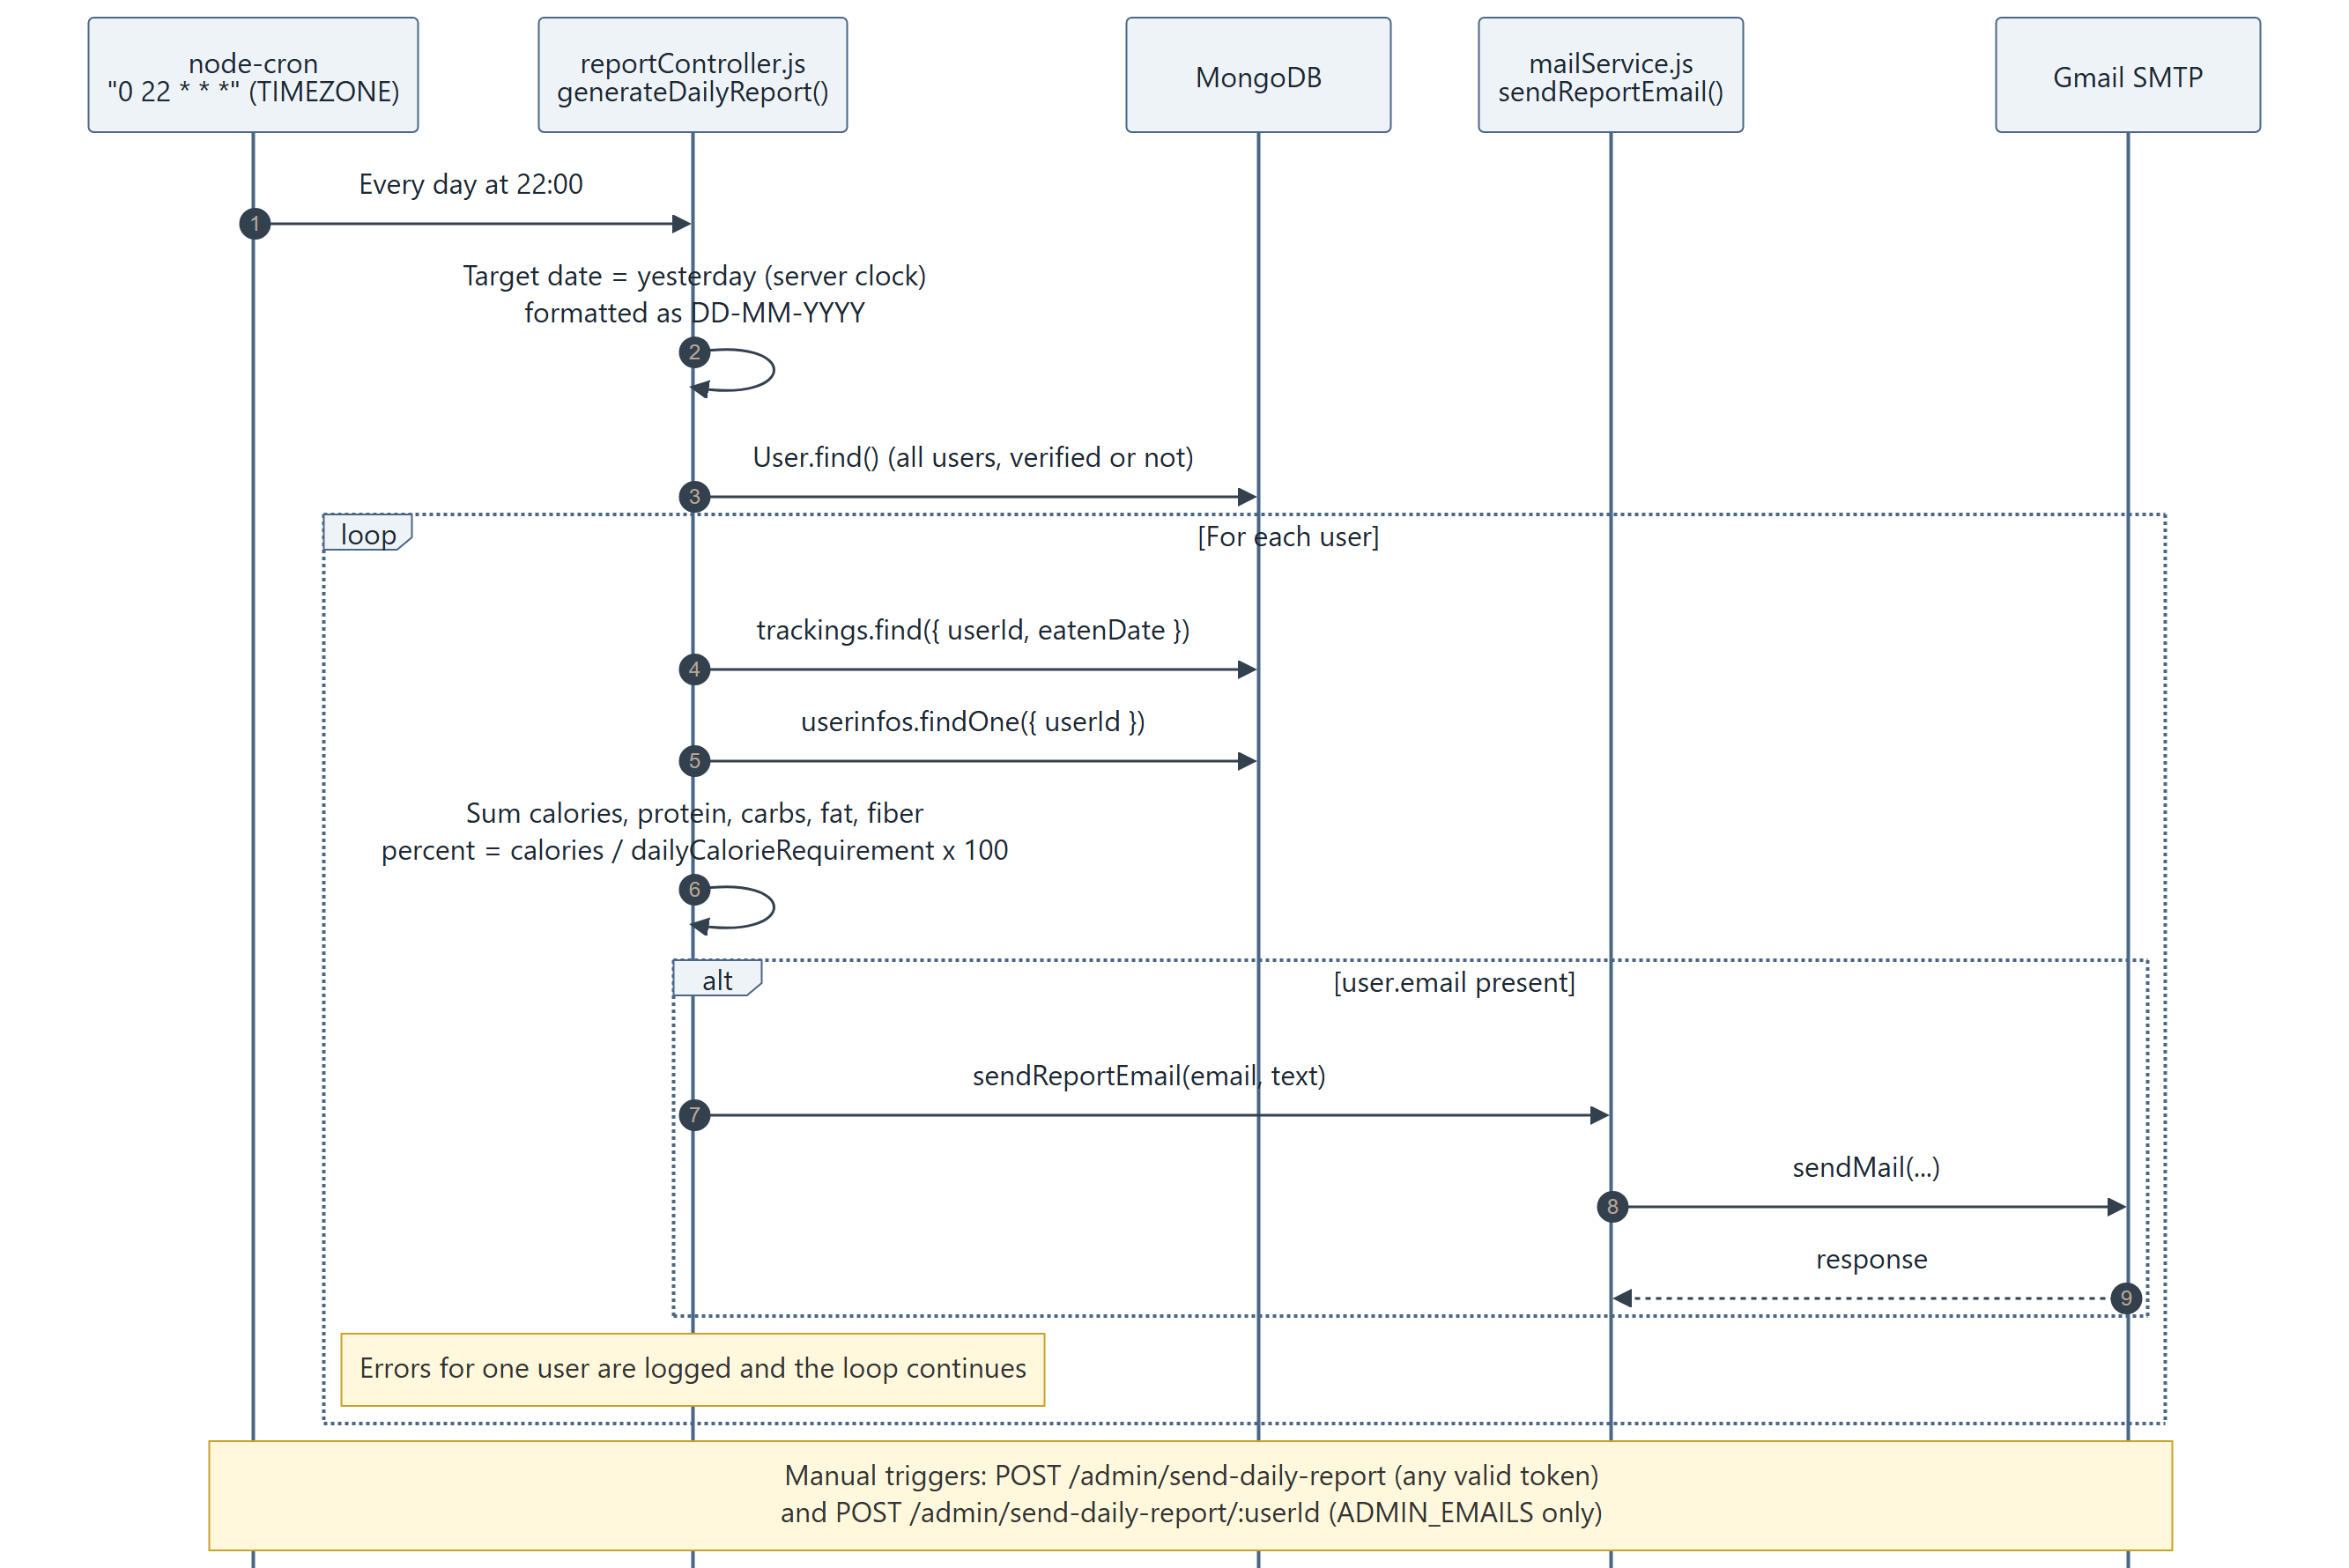 node-cron
"0 22 * * *" (TIMEZONE)
reportController.js
generateDailyReport()
MongoDB
mailService.js
sendReportEmail()
Gmail SMTP
Every day at 22:00
1
Target date = yesterday (server clock)
formatted as DD-MM-YYYY
2
User.find() (all users, verified or not)
3
loop
[For each user]
trackings.find({ userId, eatenDate })
4
userinfos.findOne({ userId })
5
Sum calories, protein, carbs, fat, fiber
percent = calories / dailyCalorieRequirement x 100
6
alt
[user.email present]
sendReportEmail(email, text)
7
sendMail(...)
8
response
9
Errors for one user are logged and the loop continues
Manual triggers: POST /admin/send-daily-report (any valid token)
and POST /admin/send-daily-report/:userId (ADMIN_EMAILS only)